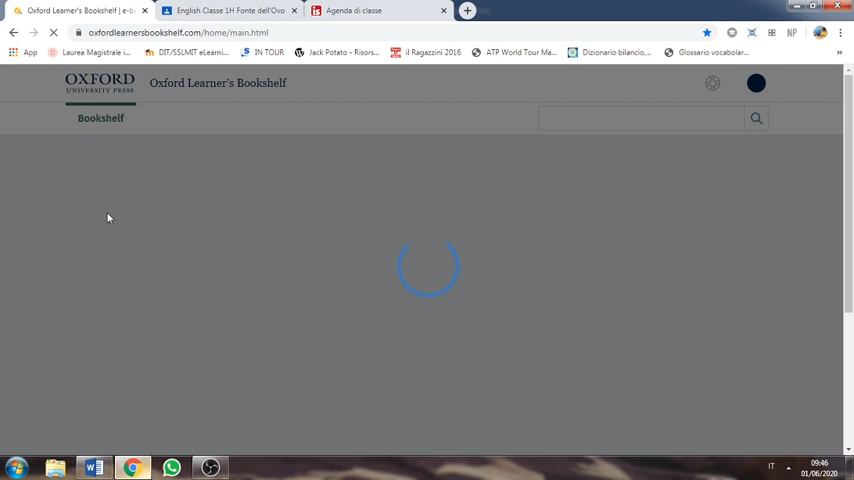 Oxford Learner's Bookshelf | e-bo
English Classe 1H Fonte dell'Ovo
Agenda di classe
oxfordlearnersbookshelf.com/home/main.html
App
Laurea Magistrale i...
DIT/SSLMIT eLearni...
IN TOUR
Jack Potato - Risors...
il Ragazzini 2016
ATP World Tour Ma...
Dizionario bilancio,...
Glossario vocabolar...
NP
OXFORD
UNIVERSITY PRESS
Oxford Learner's Bookshelf
Bookshelf
IT
09:46
01/06/2020